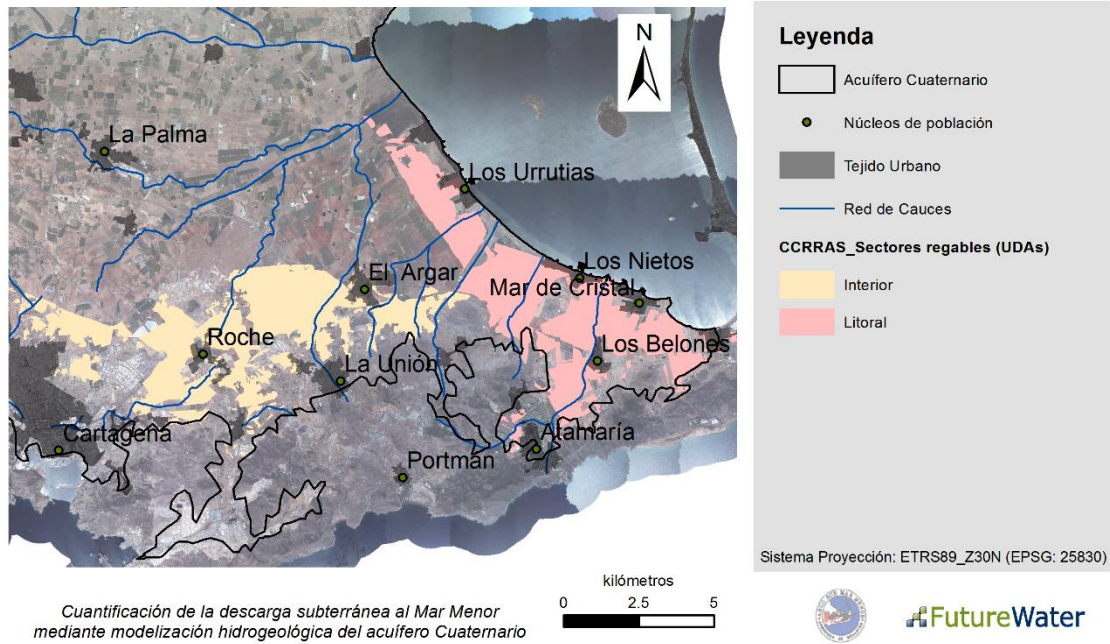 La Palma
Los Urrutias
El Argar
Los Nietos
Mar de Cristal
Roche
Los Belones
La Unión
Cartagena
Atamaría
Portmán
N
Leyenda
Acuífero Cuaternario
Núcleos de población
Tejido Urbano
Red de Cauces
CCRRAS_Sectores regables (UDAs)
Interior
Litoral
Sistema Proyección: ETRS89_Z30N (EPSG: 25830)
Cuantificación de la descarga subterránea al Mar Menor
mediante modelización hidrogeológica del acuífero Cuaternario
kilómetros
0 2.5 5
FutureWater